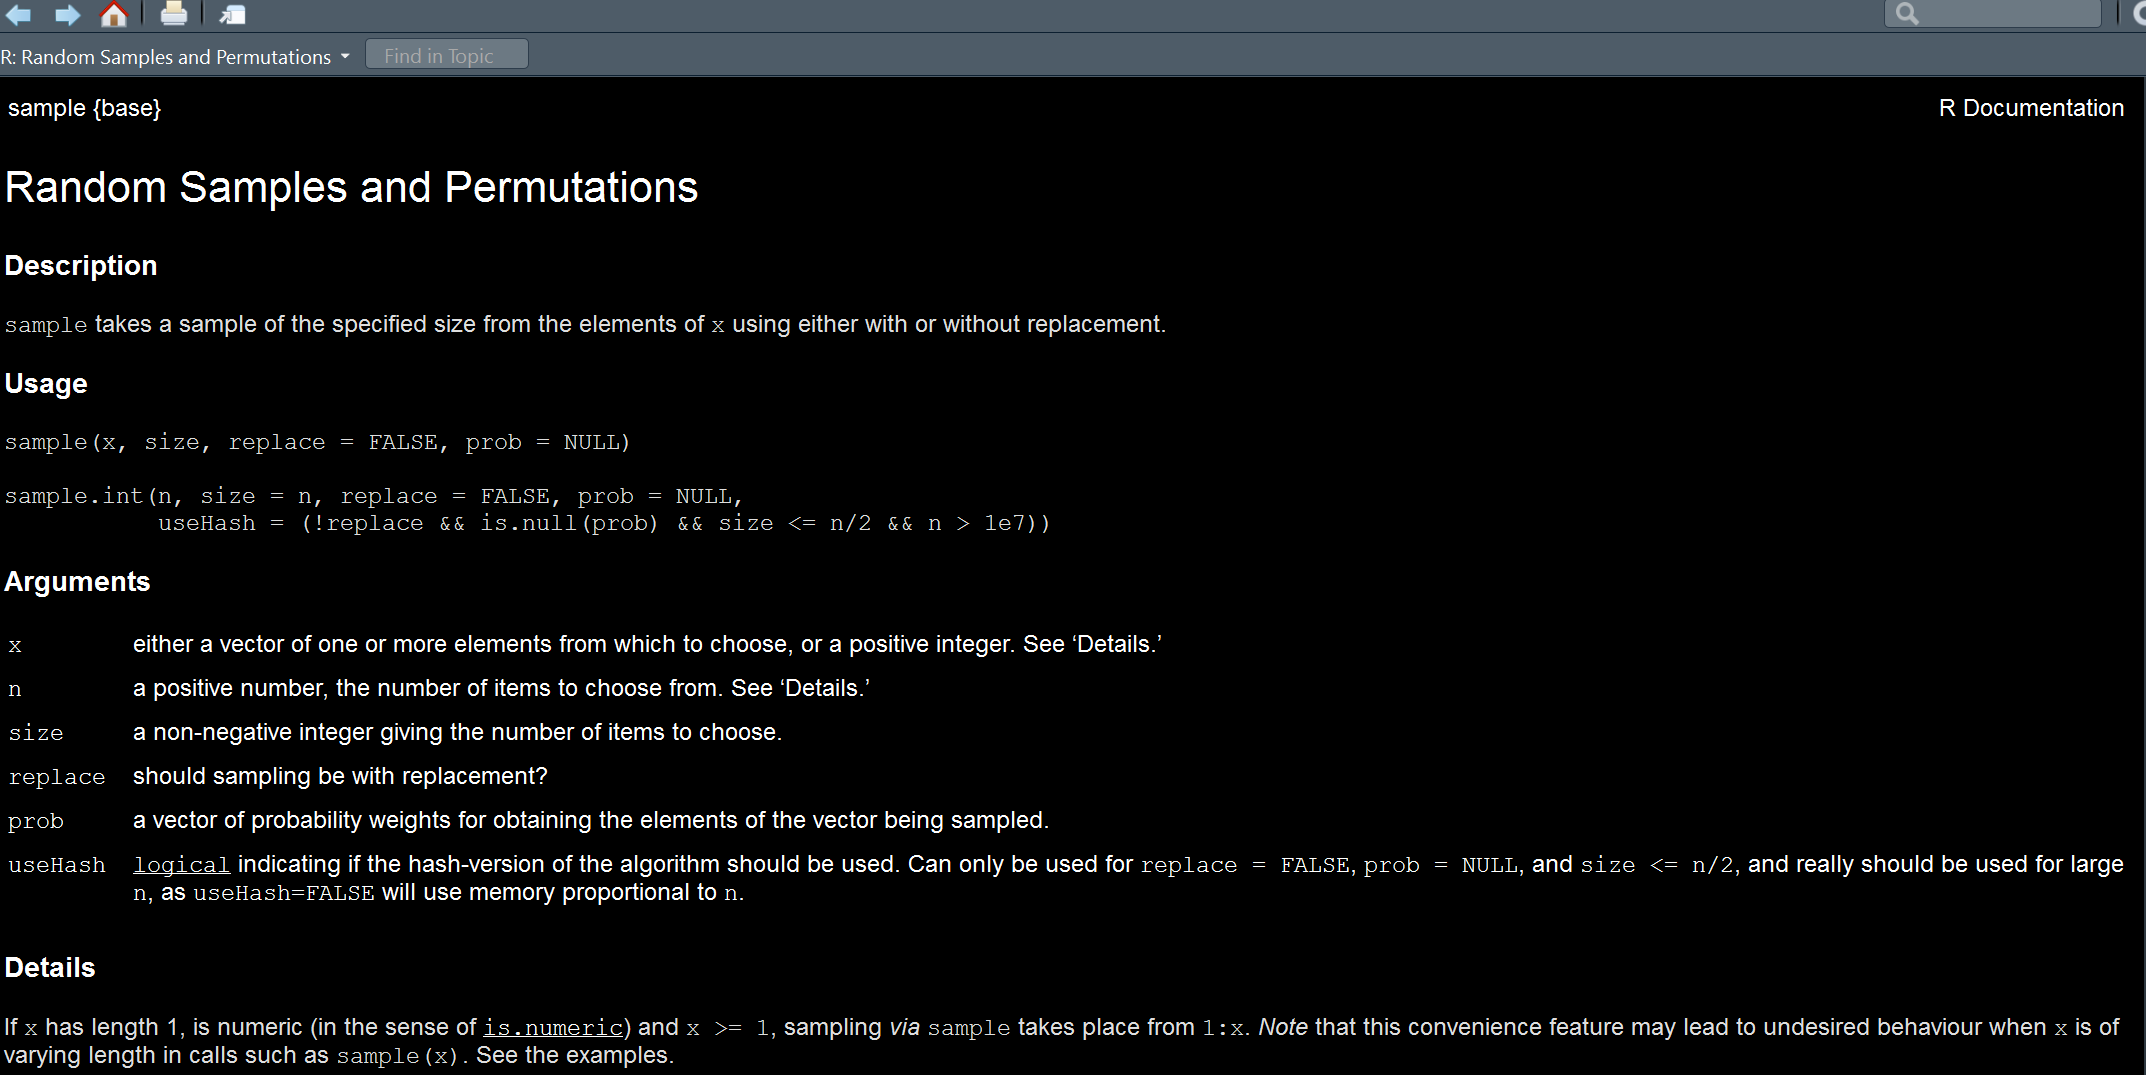 R: Random Samples and Permutations
Find in Topic
sample {base}
R Documentation
Random Samples and Permutations
Description
sample takes a sample of the specified size from the elements of x using either with or without replacement.
Usage
sample(x, size, replace = FALSE, prob = NULL)
sample.int(n, size = n, replace = FALSE, prob = NULL,
useHash = (!replace && is.null(prob) && size <= n/2 && n > 1e7))
Arguments
x either a vector of one or more elements from which to choose, or a positive integer. See ‘Details.’
n a positive number, the number of items to choose from. See ‘Details.’
size a non-negative integer giving the number of items to choose.
replace should sampling be with replacement?
prob a vector of probability weights for obtaining the elements of the vector being sampled.
useHash logical indicating if the hash-version of the algorithm should be used. Can only be used for replace = FALSE, prob = NULL, and size <= n/2, and really should be used for large
n, as useHash=FALSE will use memory proportional to n.
Details
If x has length 1, is numeric (in the sense of is.numeric) and x >= 1, sampling via sample takes place from 1:x. Note that this convenience feature may lead to undesired behaviour when x is of
varying length in calls such as sample(x). See the examples.